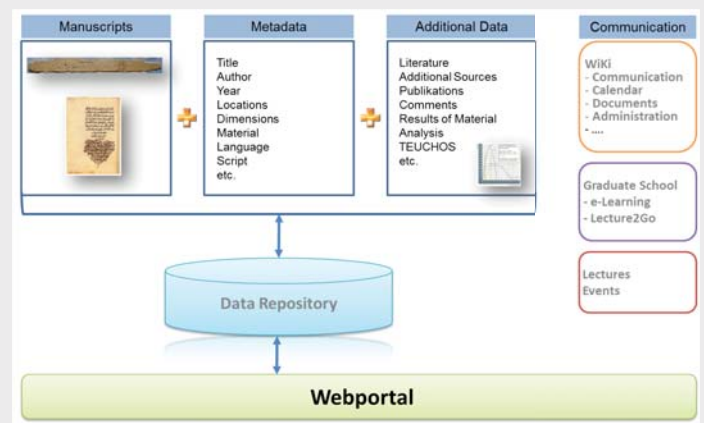 Manuscripts
Metadata
Title
Author
Year
Locations
Dimensions
Material
Language
Script
etc.
Additional Data
Literature
Additional Sources
Publikations
Comments
Results of Material
Analysis
TEUCHOS
etc.
Communication
WiKi
- Communication
- Calendar
- Documents
- Administration
- ....
Graduate School
- e-Learning
- Lecture2Go
Lectures
Events
Data Repository
Webportal